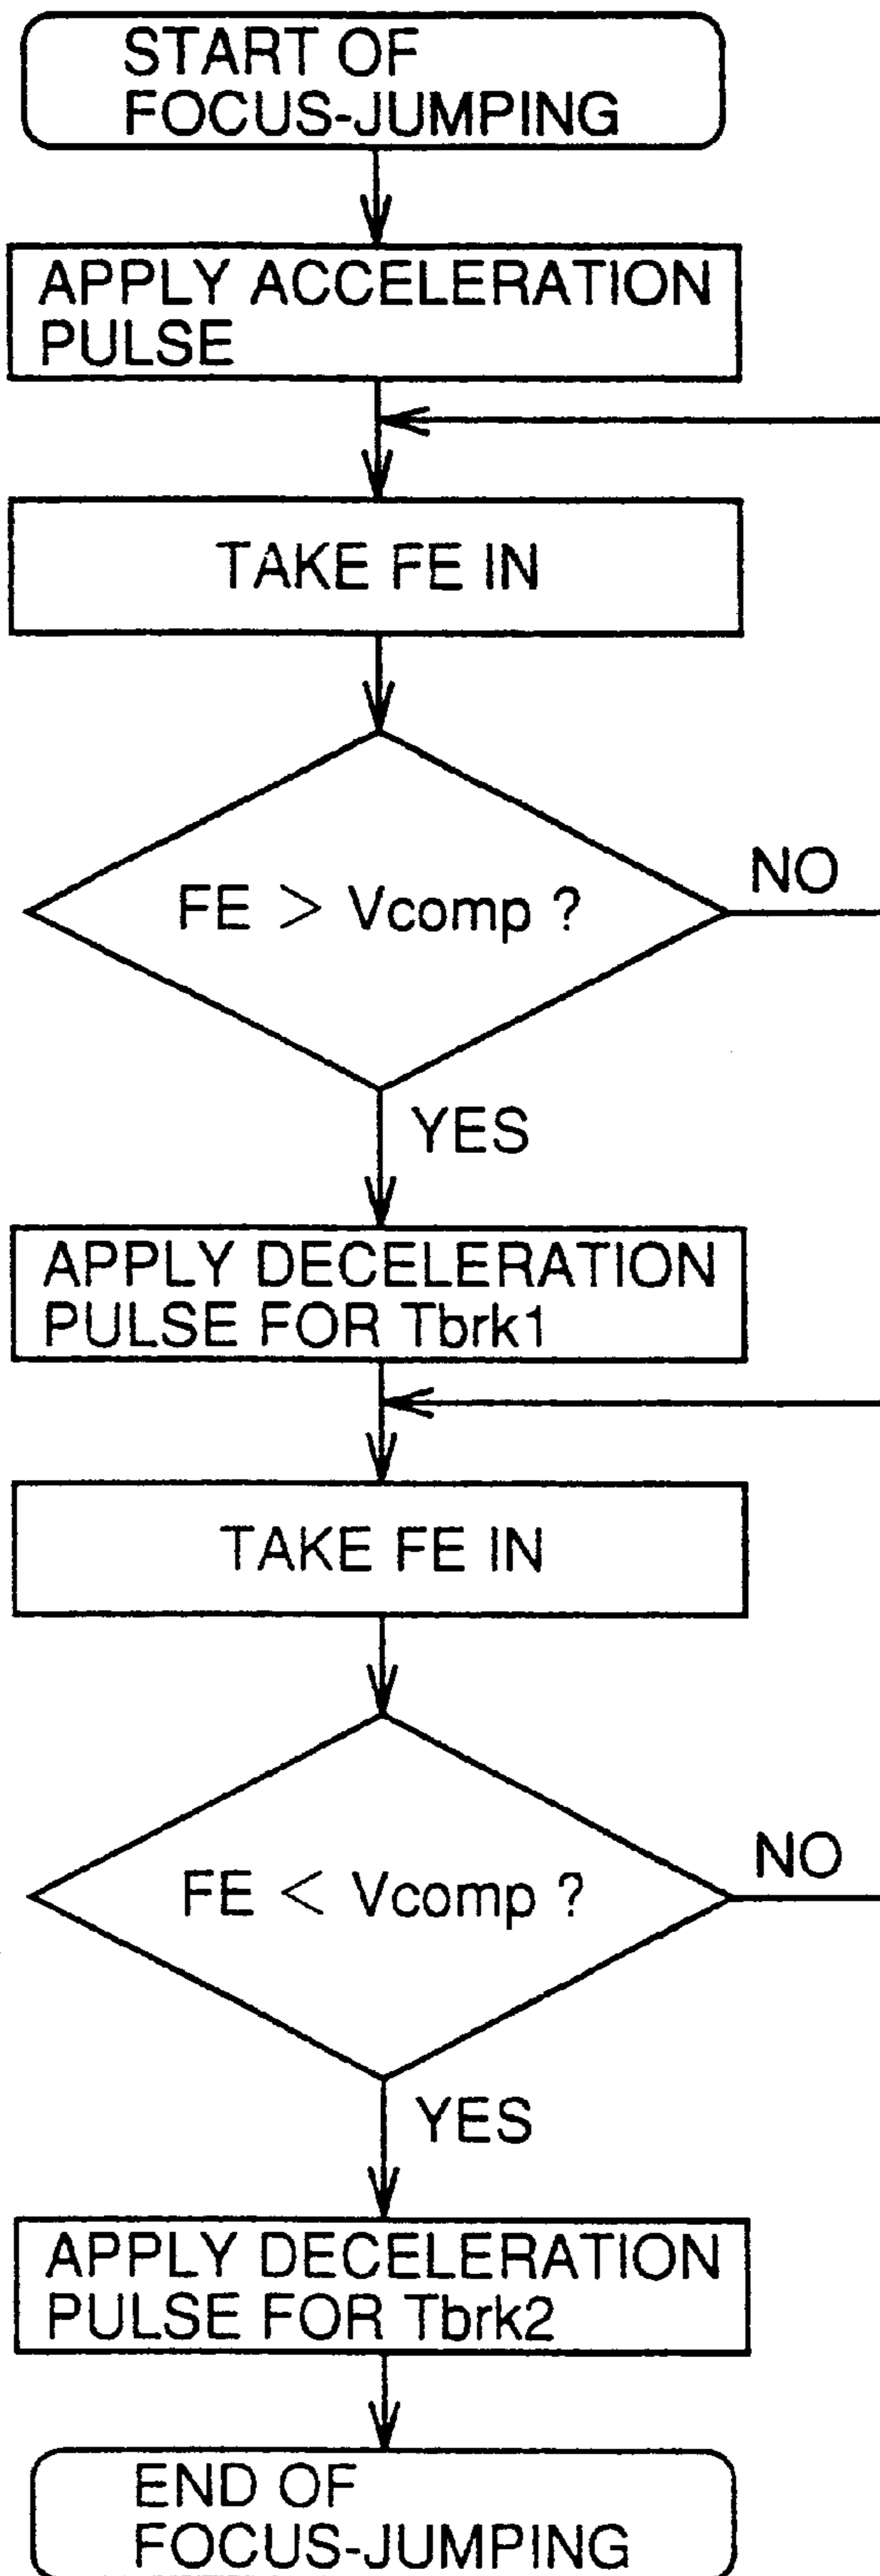 START OF
FOCUS-JUMPING
APPLY ACCELERATION
PULSE
TAKE FE IN
FE > Vcomp ?
NO
YES
APPLY DECELERATION
PULSE FOR Tbrk1
TAKE FE IN
FE < Vcomp ?
NO
YES
APPLY DECELERATION
PULSE FOR Tbrk2
END OF
FOCUS-JUMPING